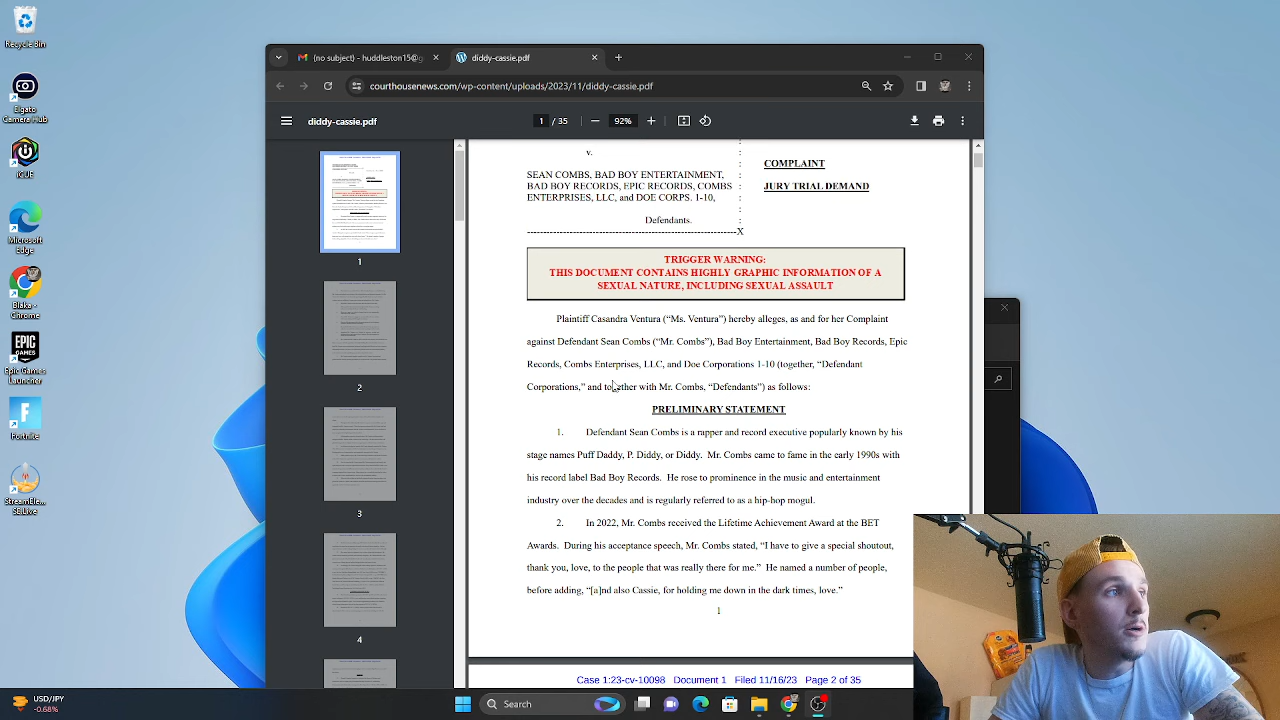 Recycle Bin
Elgato
Camera Hub
iCUE
Microsoft
Edge
Blaka -
Chrome
EPIC
GAMES
Epic Games
Launcher
Fortnite
(no subject) - huddleston15@g
diddy-cassie.pdf
courthousenews.com/wp-content/uploads/2023/11/diddy-cassie.pdf
diddy-cassie.pdf
1 / 35
92%
1
2
3
4
v.
SEAN COMBS, BAD BOY ENTERTAINMENT,
BAD BOY RECORDS, EPIC RECORDS, COMBS
ENTERPRISES, LLC, and DOE CORPORATIONS 1-10
Defendants.
X
COMPLAINT
JURY TRIAL DEMAND
TRIGGER WARNING:
THIS DOCUMENT CONTAINS HIGHLY GRAPHIC INFORMATION OF A
SEXUAL NATURE, INCLUDING SEXUAL ASSAULT
Plaintiff Casandra Ventura (“Ms. Ventura”) hereby alleges, as and for her Complaint
against Defendants Sean Combs (“Mr. Combs”), Bad Boy Entertainment, Bad Boy Records, Epic
Records, Combs Enterprises, LLC, and Doe Corporations 1-10 (together, “Defendant
Corporations,” and together with Mr. Combs, “Defendants”) as follows:
PRELIMINARY STATEMENT
1. Defendant Sean Combs is a rapper and record executive popularly known by his
stage names Puff Daddy, P. Diddy, or Diddy. Mr. Combs came to fame in the early 1990s with
his record label Bad Boy Records. He rose to prominence in the music and entertainment
industry over the decades and is regularly referred to as a hip-hop mogul.
2. In 2022, Mr. Combs received the Lifetime Achievement Award at the BET
Awards. During his acceptance speech, Mr. Combs stated, “I have to give a special shoutout,
thank you, love, to the people that was really there for me.” He named a number of people,
before adding, “[a]nd also Cassie, for holding me down in the dark times, love.”
1
Case 1:23-cv-10098 Document 1 Filed 11/16/23 Page 2 of 35
USD/JPY
-0.68%
Search